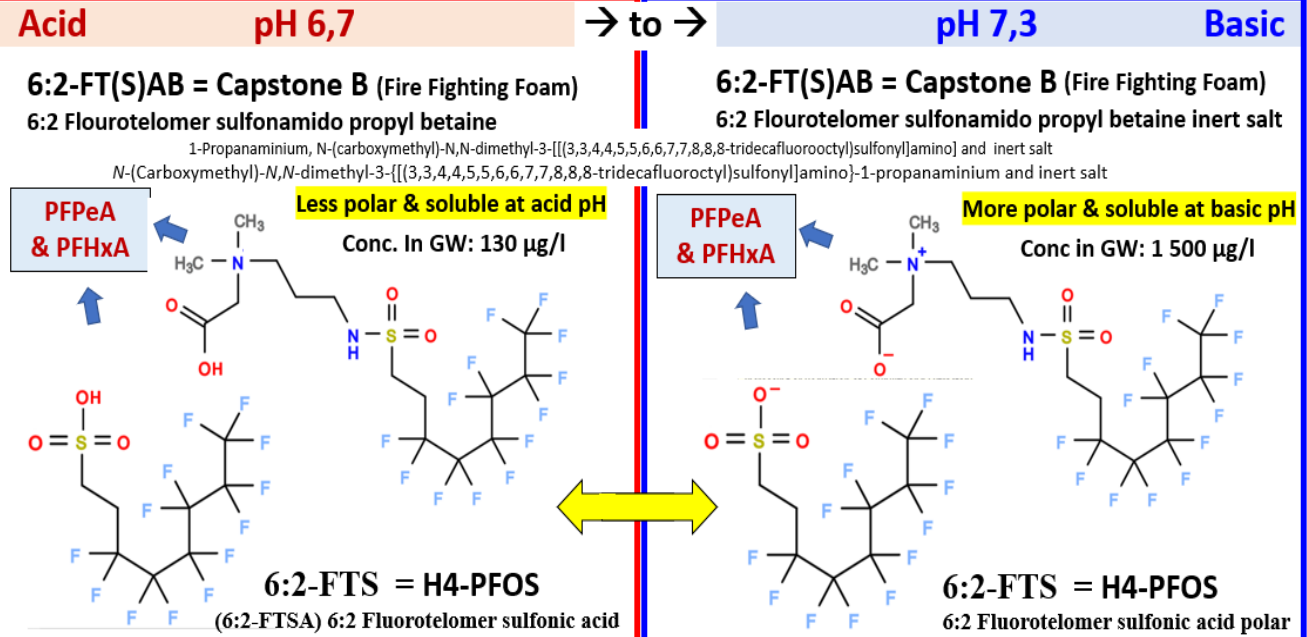 Acid pH 6,7 → to → pH 7,3 Basic
6:2-FT(S)AB = Capstone B (Fire Fighting Foam)
6:2 Flourotelomer sulfonamido propyl betaine
6:2-FT(S)AB = Capstone B (Fire Fighting Foam)
6:2 Flourotelomer sulfonamido propyl betaine inert salt
1-Propanaminium, N-(carboxymethyl)-N,N-dimethyl-3-[[(3,3,4,4,5,5,6,6,7,7,8,8,8-tridecafluorooctyl)sulfonyl]amino] and inert salt
N-(Carboxymethyl)-N,N-dimethyl-3-{[(3,3,4,4,5,5,6,6,7,7,8,8,8-tridecafluoroctyl)sulfonyl]amino}-1-propanaminium and inert salt
PFPeA
& PFHxA
Less polar & soluble at acid pH
Conc. In GW: 130 µg/l
CH3
H3C N
O
OH
N
H
O
S = O
F F F F F F F F F F F F F
OH
O = S = O
F F F F F F F F F F F F F
6:2-FTS = H4-PFOS
(6:2-FTSA) 6:2 Fluorotelomer sulfonic acid
PFPeA
& PFHxA
More polar & soluble at basic pH
Conc in GW: 1 500 µg/l
CH3
H3C N+
O
O−
N
H
O
S = O
F F F F F F F F F F F F F
O−
O = S = O
F F F F F F F F F F F F F
6:2-FTS = H4-PFOS
6:2 Fluorotelomer sulfonic acid polar